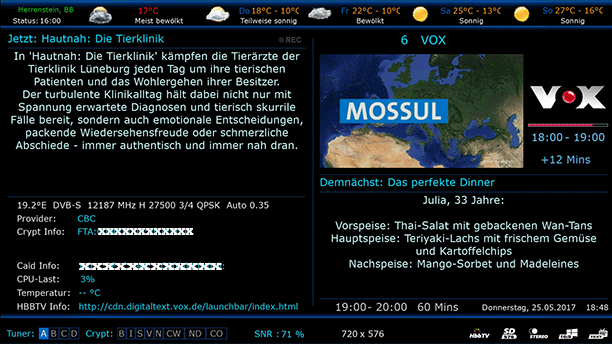 Herrenstein, BB
Status: 16:00
17°C
Meist bewölkt
Do 18°C - 10°C
Teilweise sonnig
Fr 22°C - 10°C
Bewölkt
Sa 25°C - 13°C
Sonnig
So 27°C - 16°C
Sonnig
Jetzt: Hautnah: Die Tierklinik
REC
In 'Hautnah: Die Tierklinik' kämpfen die Tierärzte der
Tierklinik Lüneburg jeden Tag um ihre tierischen
Patienten und das Wohlergehen ihrer Besitzer.
Der turbulente Klinikalltag hält dabei nicht nur mit
Spannung erwartete Diagnosen und tierisch skurrile
Fälle bereit, sondern auch emotionale Entscheidungen,
packende Wiedersehensfreude oder schmerzliche
Abschiede - immer authentisch und immer nah dran.
19.2°E DVB-S 12187 MHz H 27500 3/4 QPSK Auto 0.35
Provider: CBC
Crypt Info: FTA:
Caid Info:
CPU-Last: 3%
Temperatur: -- °C
HBBTV Info: http://cdn.digitaltext.vox.de/launchbar/index.html
6 VOX
MOSSUL
VOX
18:00 - 19:00
+12 Mins
Demnächst: Das perfekte Dinner
Julia, 33 Jahre:
Vorspeise: Thai-Salat mit gebackenen Wan-Tans
Hauptspeise: Teriyaki-Lachs mit frischem Gemüse
und Kartoffelchips
Nachspeise: Mango-Sorbet und Madeleines
19:00- 20:00 60 Mins
Donnerstag, 25.05.2017 18:48
Tuner: A B C D Crypt: B I S V N CW ND CO SNR : 71 % 720 x 576
HbbTV
SD
576
STEREO